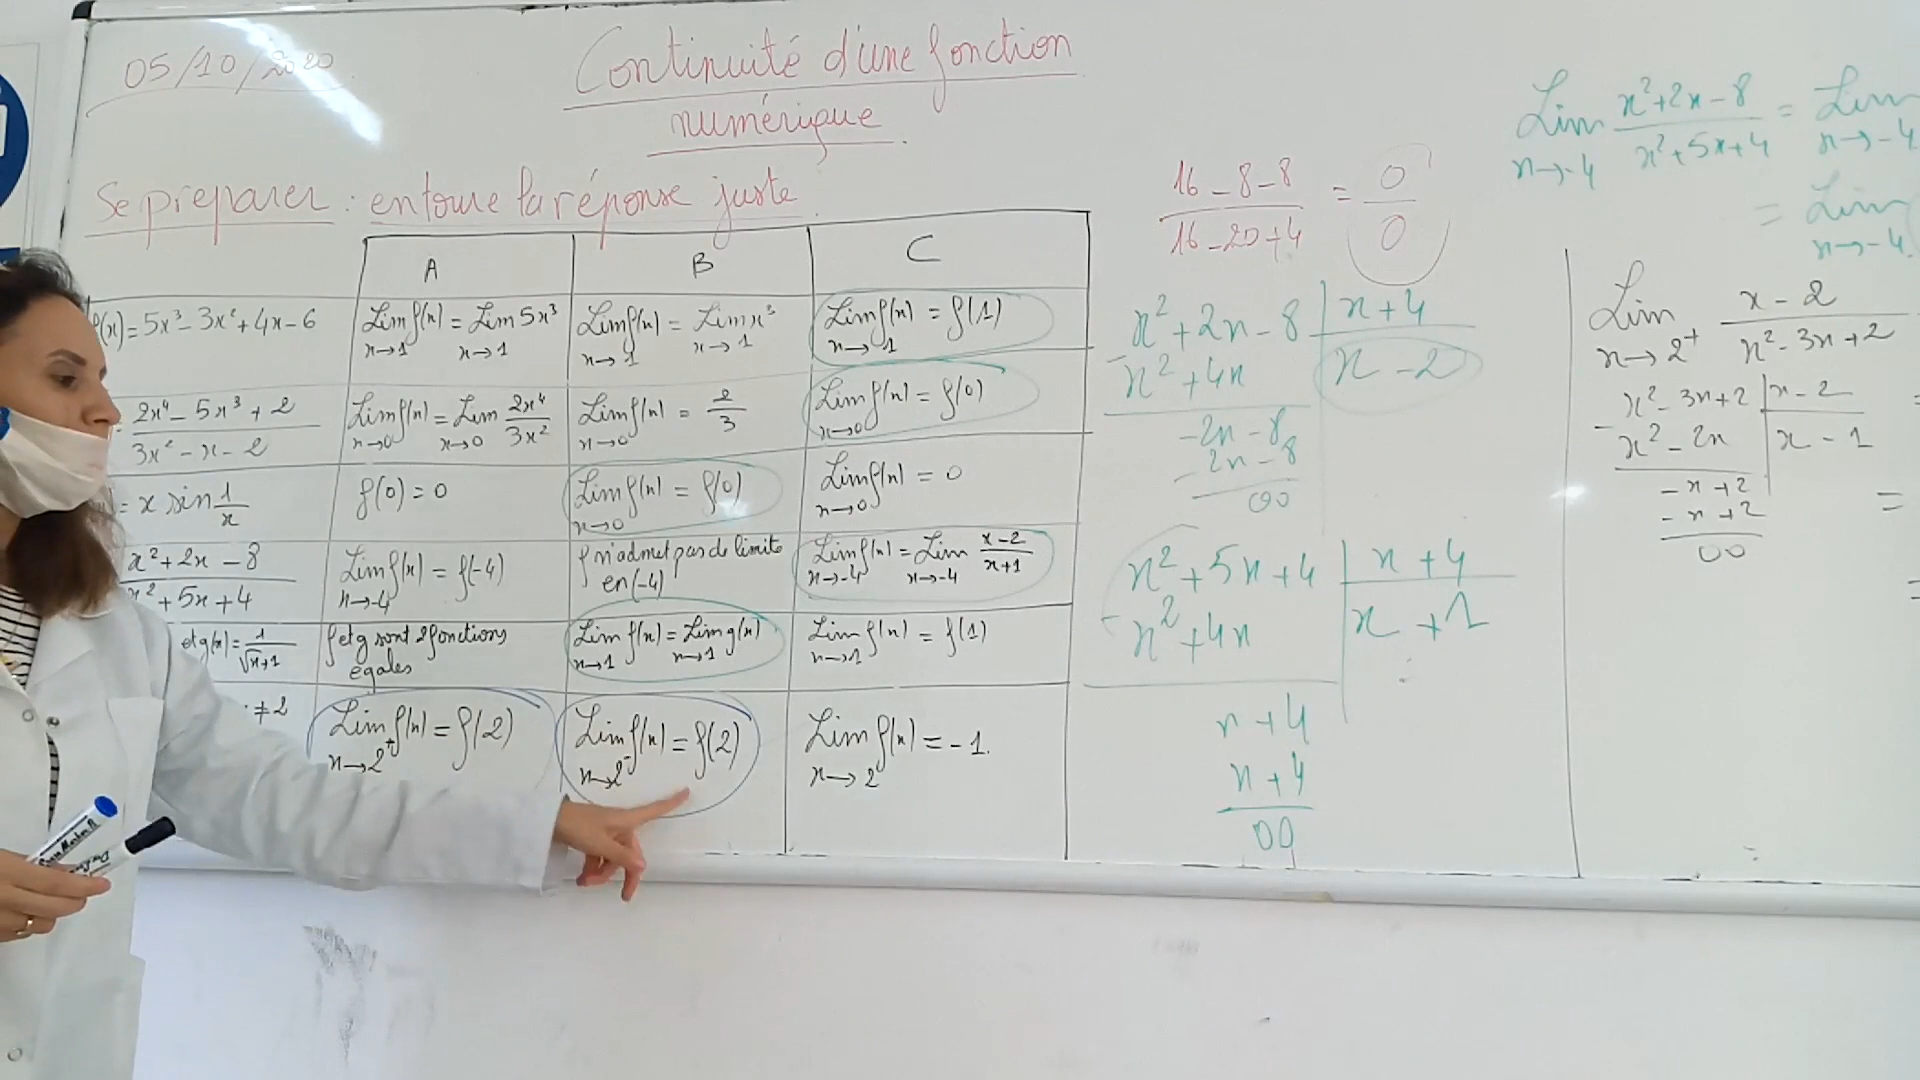 05/10/2020
Continuité d'une fonction
numérique.
Se préparer : entoure la réponse juste.
A B C
f(x) = 5x³ - 3x² + 4x - 6
Lim f(x) = Lim 5x³
x→1 x→1
Lim f(x) = Lim x³
x→1 x→1
Lim f(x) = f(1)
x→1
2x⁴ - 5x³ + 2
3x² - x - 2
Lim f(x) = Lim 2x⁴/3x²
x→0 x→0
Lim f(x) = 2/3
x→0
Lim f(x) = f(0)
x→0
= x sin 1/x
f(0) = 0
Lim f(x) = f(0)
x→0
Lim f(x) = 0
x→0
x² + 2x - 8
x² + 5x + 4
Lim f(x) = f(-4)
x→-4
f n'admet pas de limite
en (-4)
Lim f(x) = Lim x-2/x+1
x→-4 x→-4
et g(x) = 1/√x+1
f et g sont 2 fonctions
égales
Lim f(x) = Lim g(x)
x→1 x→1
Lim f(x) = f(1)
x→1
≠ 2
Lim f(x) = f(2)
x→2⁺
Lim f(x) = f(2)
x→2⁻
Lim f(x) = -1.
x→2
16 - 8 - 8 = 0
16 - 20 + 4 0
x² + 2x - 8 x + 4
- x² + 4x x - 2
-2x - 8
- 2x - 8
00
x² + 5x + 4 x + 4
- x² + 4x x + 1
x + 4
x + 4
00
Lim x² + 2x - 8 = Lim
x→-4 x² + 5x + 4 x→-4
= Lim
x→-4
Lim x - 2
x→2⁺ x² - 3x + 2
x² - 3x + 2 x - 2
- x² - 2x x - 1
- x + 2
- x + 2
00
=